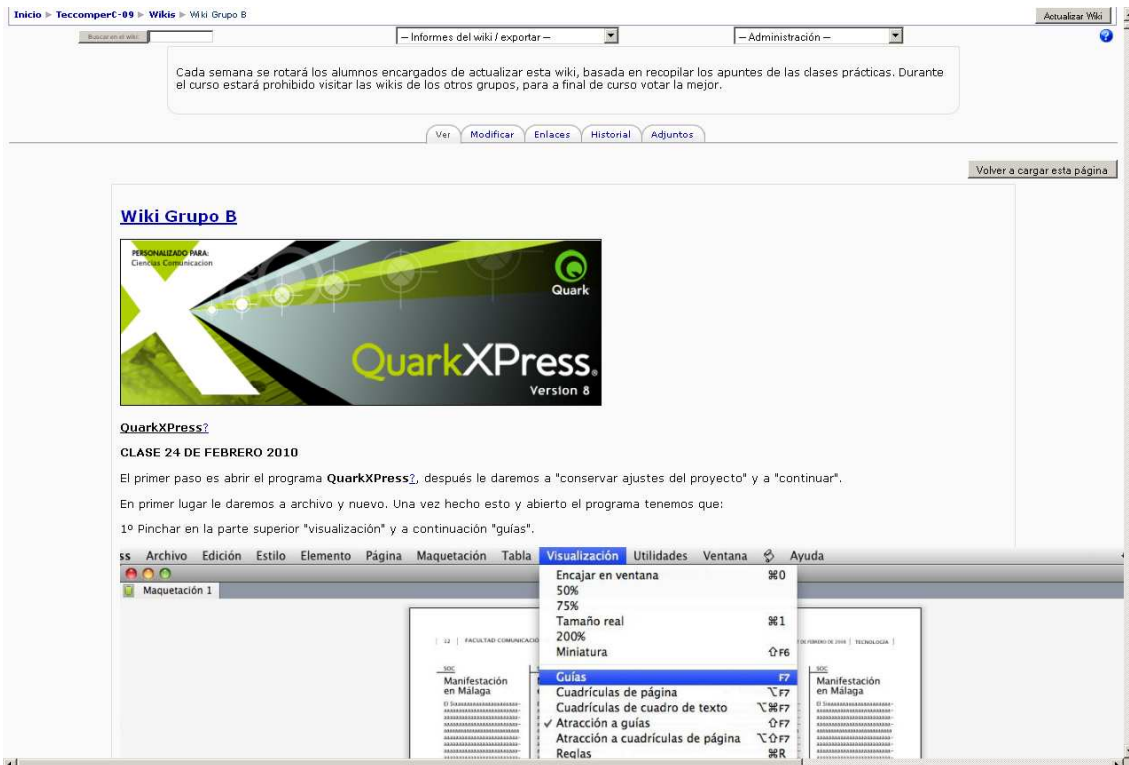 Inicio ► TeccomperC-09 ► Wikis ► Wiki Grupo B
Actualizar Wiki
Buscar en el wiki:
-- Informes del wiki / exportar --
-- Administración --
Cada semana se rotará los alumnos encargados de actualizar esta wiki, basada en recopilar los apuntes de las clases prácticas. Durante
el curso estará prohibido visitar las wikis de los otros grupos, para a final de curso votar la mejor.
Ver Modificar Enlaces Historial Adjuntos
Volver a cargar esta página
Wiki Grupo B
PERSONALIZADO PARA:
Ciencias Comunicacion
Quark
QuarkXPress®
Version 8
QuarkXPress?
CLASE 24 DE FEBRERO 2010
El primer paso es abrir el programa QuarkXPress?, después le daremos a "conservar ajustes del proyecto" y a "continuar".
En primer lugar le daremos a archivo y nuevo. Una vez hecho esto y abierto el programa tenemos que:
1º Pinchar en la parte superior "visualización" y a continuación "guías".
ss Archivo Edición Estilo Elemento Página Maquetación Tabla Visualización Utilidades Ventana Ayuda
Maquetación 1
Encajar en ventana ⌘0
50%
75%
Tamaño real ⌘1
200%
Miniatura ⇧F6
Guías F7
Cuadrículas de página ⌥F7
Cuadrículas de cuadro de texto ⌥⌘F7
✓ Atracción a guías ⇧F7
Atracción a cuadrículas de página ⌥⇧F7
Reglas ⌘R
12 | FACULTAD COMUNICACIÓ
DE FEBRERO DE 2008 | TECNOLOGÍA |
SOC
Manifestación
en Málaga
SOC
Manifestación
en Málaga